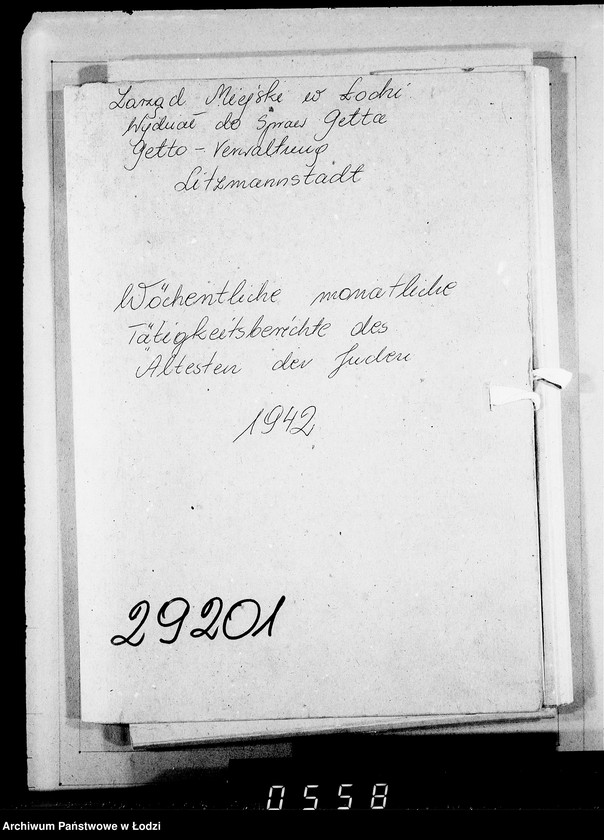 Zarząd Miejski w Łodzi
Wydział do Spraw Getta
Getto-Verwaltung
Litzmannstadt
Wöchentliche monatliche
Tätigkeitsberichte des
Ältesten der Juden
1942
29201
0558
Archiwum Państwowe w Łodzi